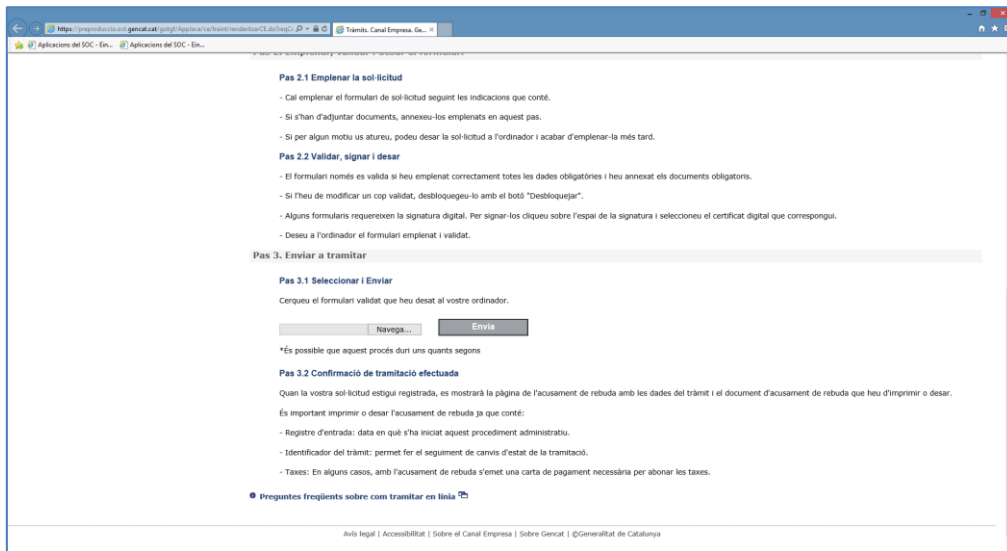 https://preproduccio.ovt.gencat.cat/gsitgf/AppJava/ce/traint/renderitzarCE.do?reqCo
Tràmits. Canal Empresa. Ge...
Aplicacions del SOC - Ein...
Aplicacions del SOC - Ein...
Pas 2.1 Emplenar la sol·licitud
- Cal emplenar el formulari de sol·licitud seguint les indicacions que conté.
- Si s'han d'adjuntar documents, annexeu-los emplenats en aquest pas.
- Si per algun motiu us atureu, podeu desar la sol·licitud a l'ordinador i acabar d'emplenar-la més tard.
Pas 2.2 Validar, signar i desar
- El formulari només es valida si heu emplenat correctament totes les dades obligatòries i heu annexat els documents obligatoris.
- Si l'heu de modificar un cop validat, desbloquegeu-lo amb el botó "Desbloquejar".
- Alguns formularis requereixen la signatura digital. Per signar-los cliqueu sobre l'espai de la signatura i seleccioneu el certificat digital que correspongui.
- Deseu a l'ordinador el formulari emplenat i validat.
Pas 3. Enviar a tramitar
Pas 3.1 Seleccionar i Enviar
Cerqueu el formulari validat que heu desat al vostre ordinador.
Navega... Envia
*És possible que aquest procés duri uns quants segons
Pas 3.2 Confirmació de tramitació efectuada
Quan la vostra sol·licitud estigui registrada, es mostrarà la pàgina de l'acusament de rebuda amb les dades del tràmit i el document d'acusament de rebuda que heu d'imprimir o desar.
És important imprimir o desar l'acusament de rebuda ja que conté:
- Registre d'entrada: data en què s'ha iniciat aquest procediment administratiu.
- Identificador del tràmit: permet fer el seguiment de canvis d'estat de la tramitació.
- Taxes: En alguns casos, amb l'acusament de rebuda s'emet una carta de pagament necessària per abonar les taxes.
Preguntes freqüents sobre com tramitar en línia
Avís legal | Accessibilitat | Sobre el Canal Empresa | Sobre Gencat | ©Generalitat de Catalunya